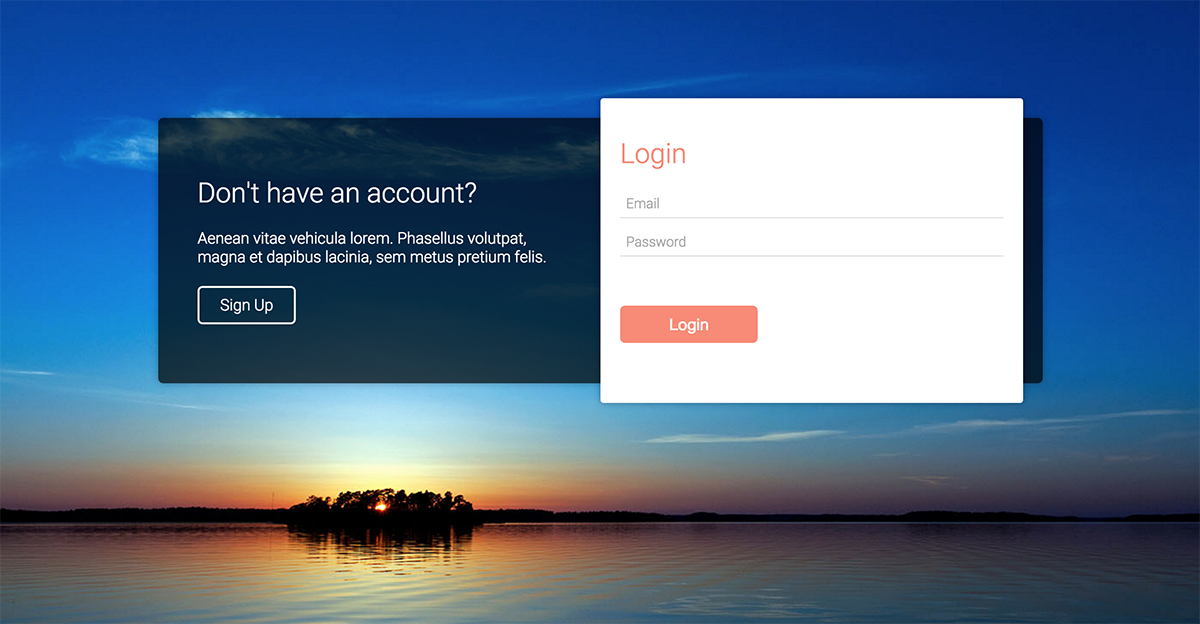 Don't have an account?
Aenean vitae vehicula lorem. Phasellus volutpat,
magna et dapibus lacinia, sem metus pretium felis.
Sign Up
Login
Email
Password
Login